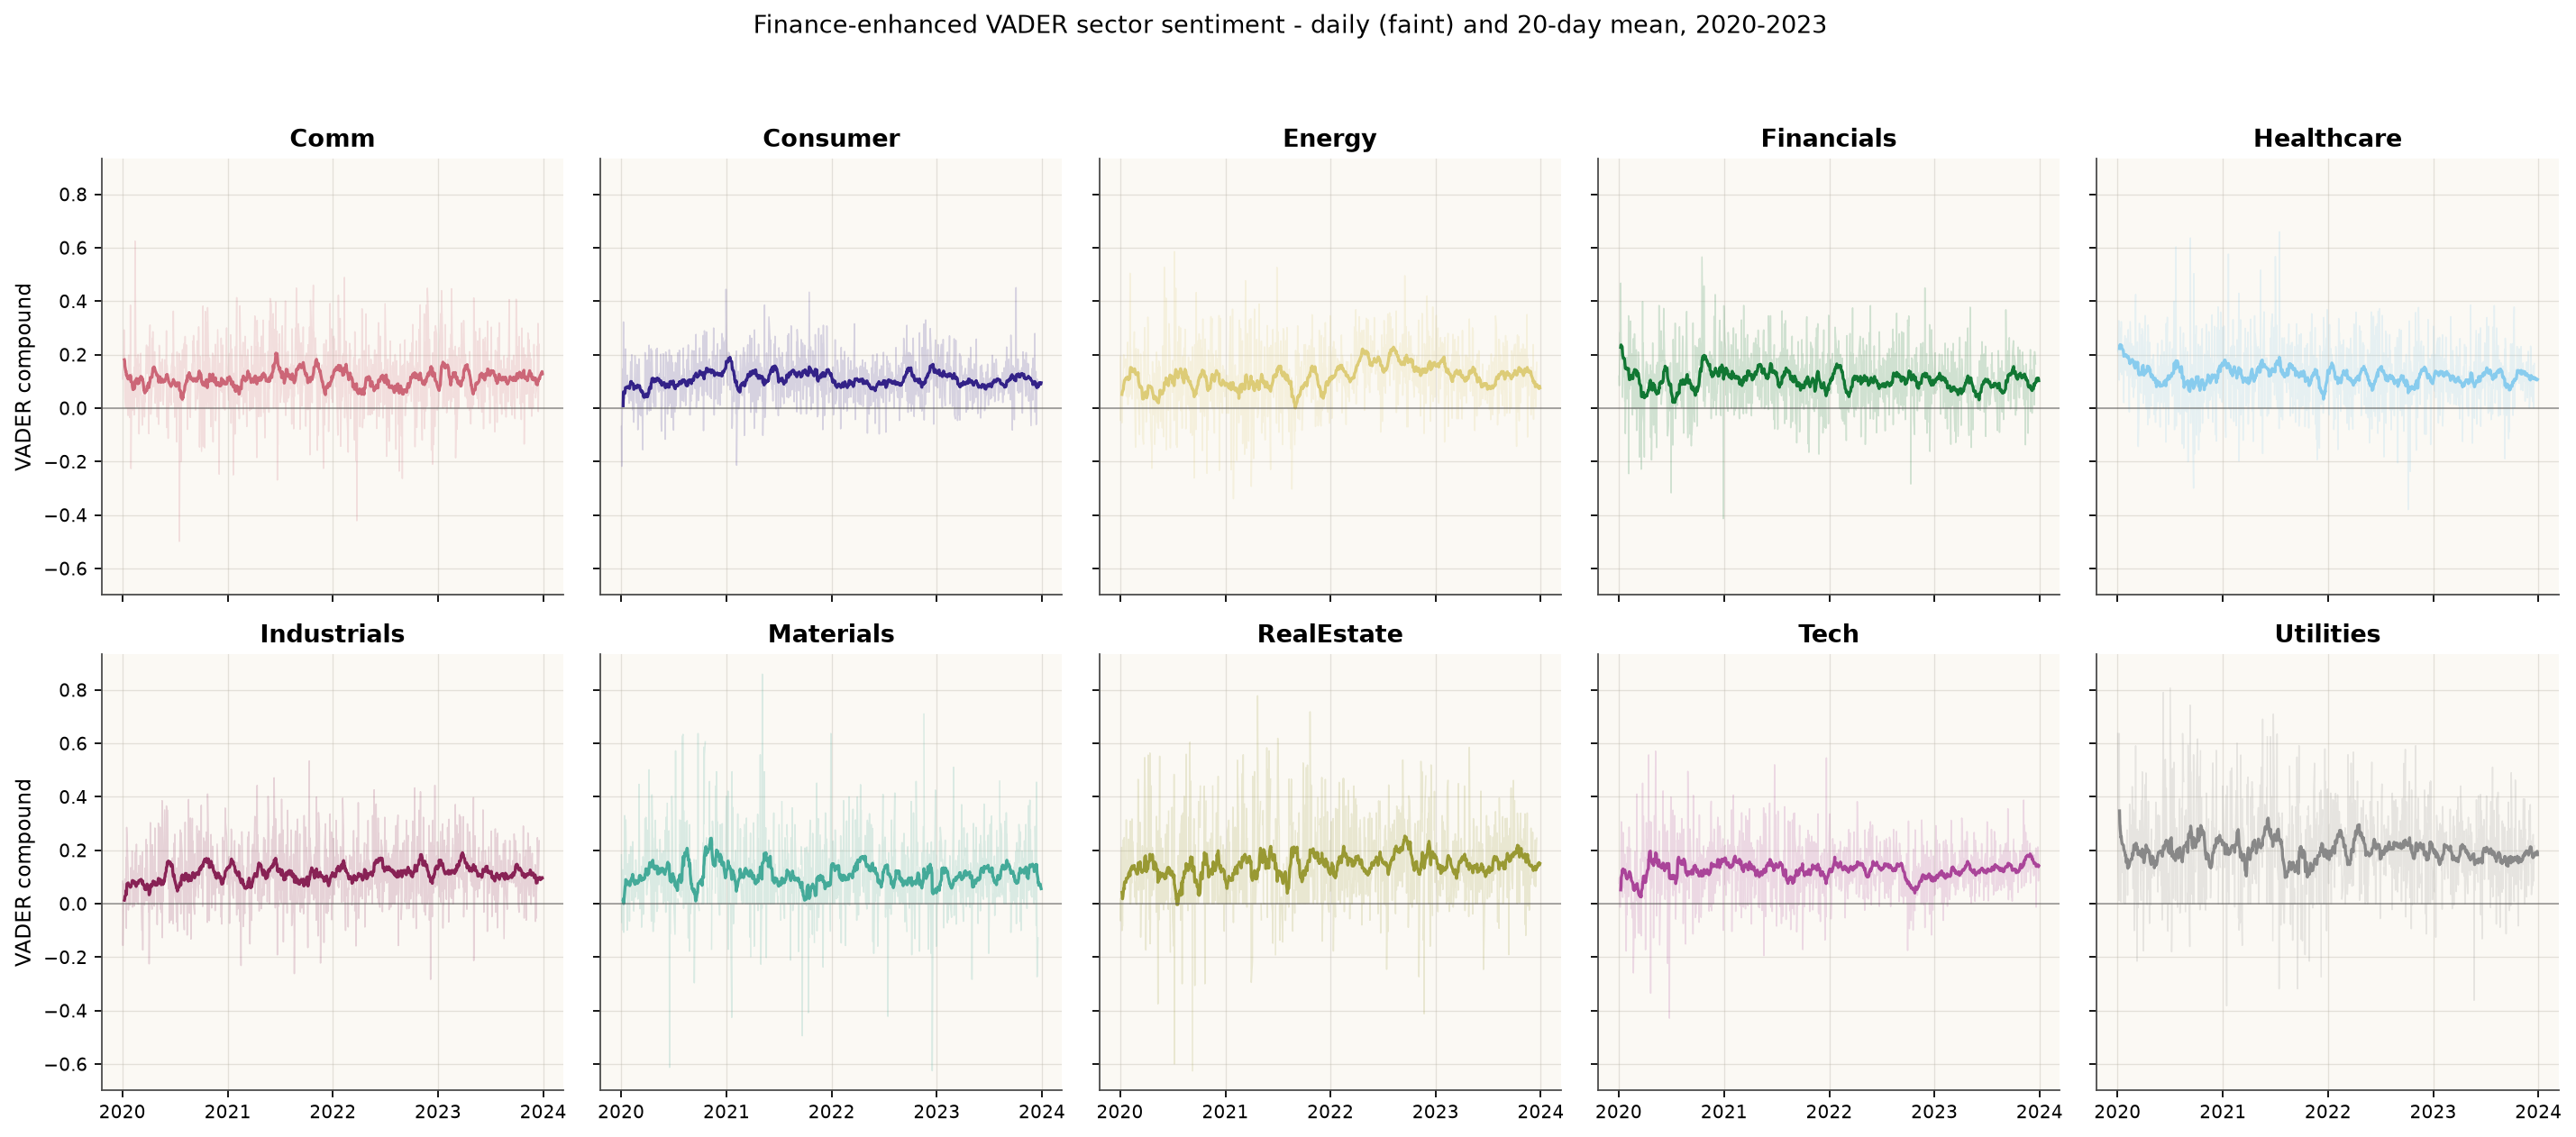 Finance-enhanced VADER sector sentiment - daily (faint) and 20-day mean, 2020-2023
Comm
Consumer
Energy
Financials
Healthcare
VADER compound
0.8
0.6
0.4
0.2
0.0
−0.2
−0.4
−0.6
Industrials
Materials
RealEstate
Tech
Utilities
VADER compound
0.8
0.6
0.4
0.2
0.0
−0.2
−0.4
−0.6
2020 2021 2022 2023 2024
2020 2021 2022 2023 2024
2020 2021 2022 2023 2024
2020 2021 2022 2023 2024
2020 2021 2022 2023 2024